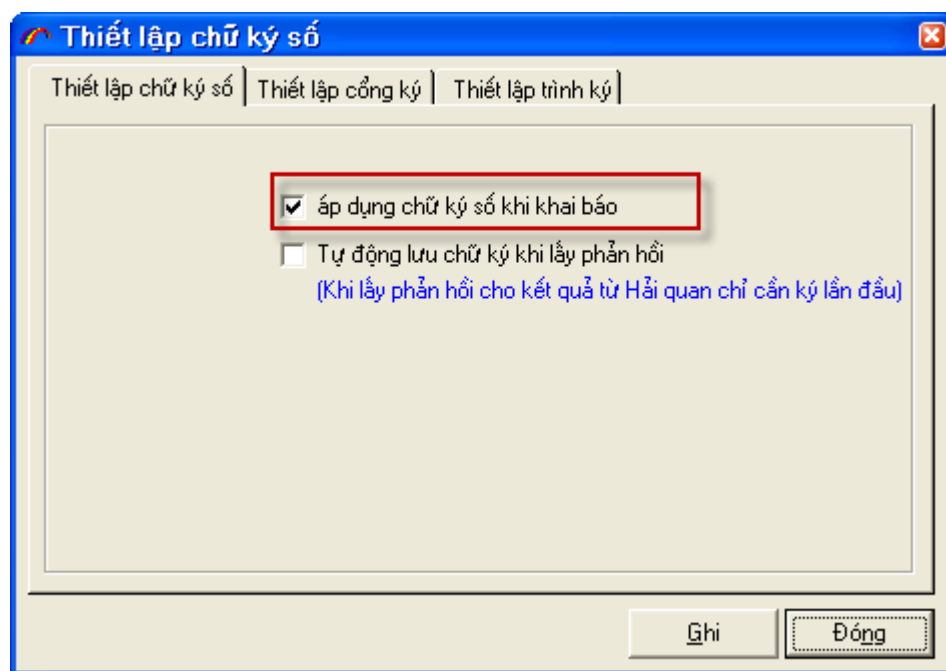 Thiết lập chữ ký số
Thiết lập chữ ký số Thiết lập cổng ký Thiết lập trình ký
áp dụng chữ ký số khi khai báo
Tự động lưu chữ ký khi lấy phản hồi
(Khi lấy phản hồi cho kết quả từ Hải quan chỉ cần ký lần đầu)
Ghi Đóng